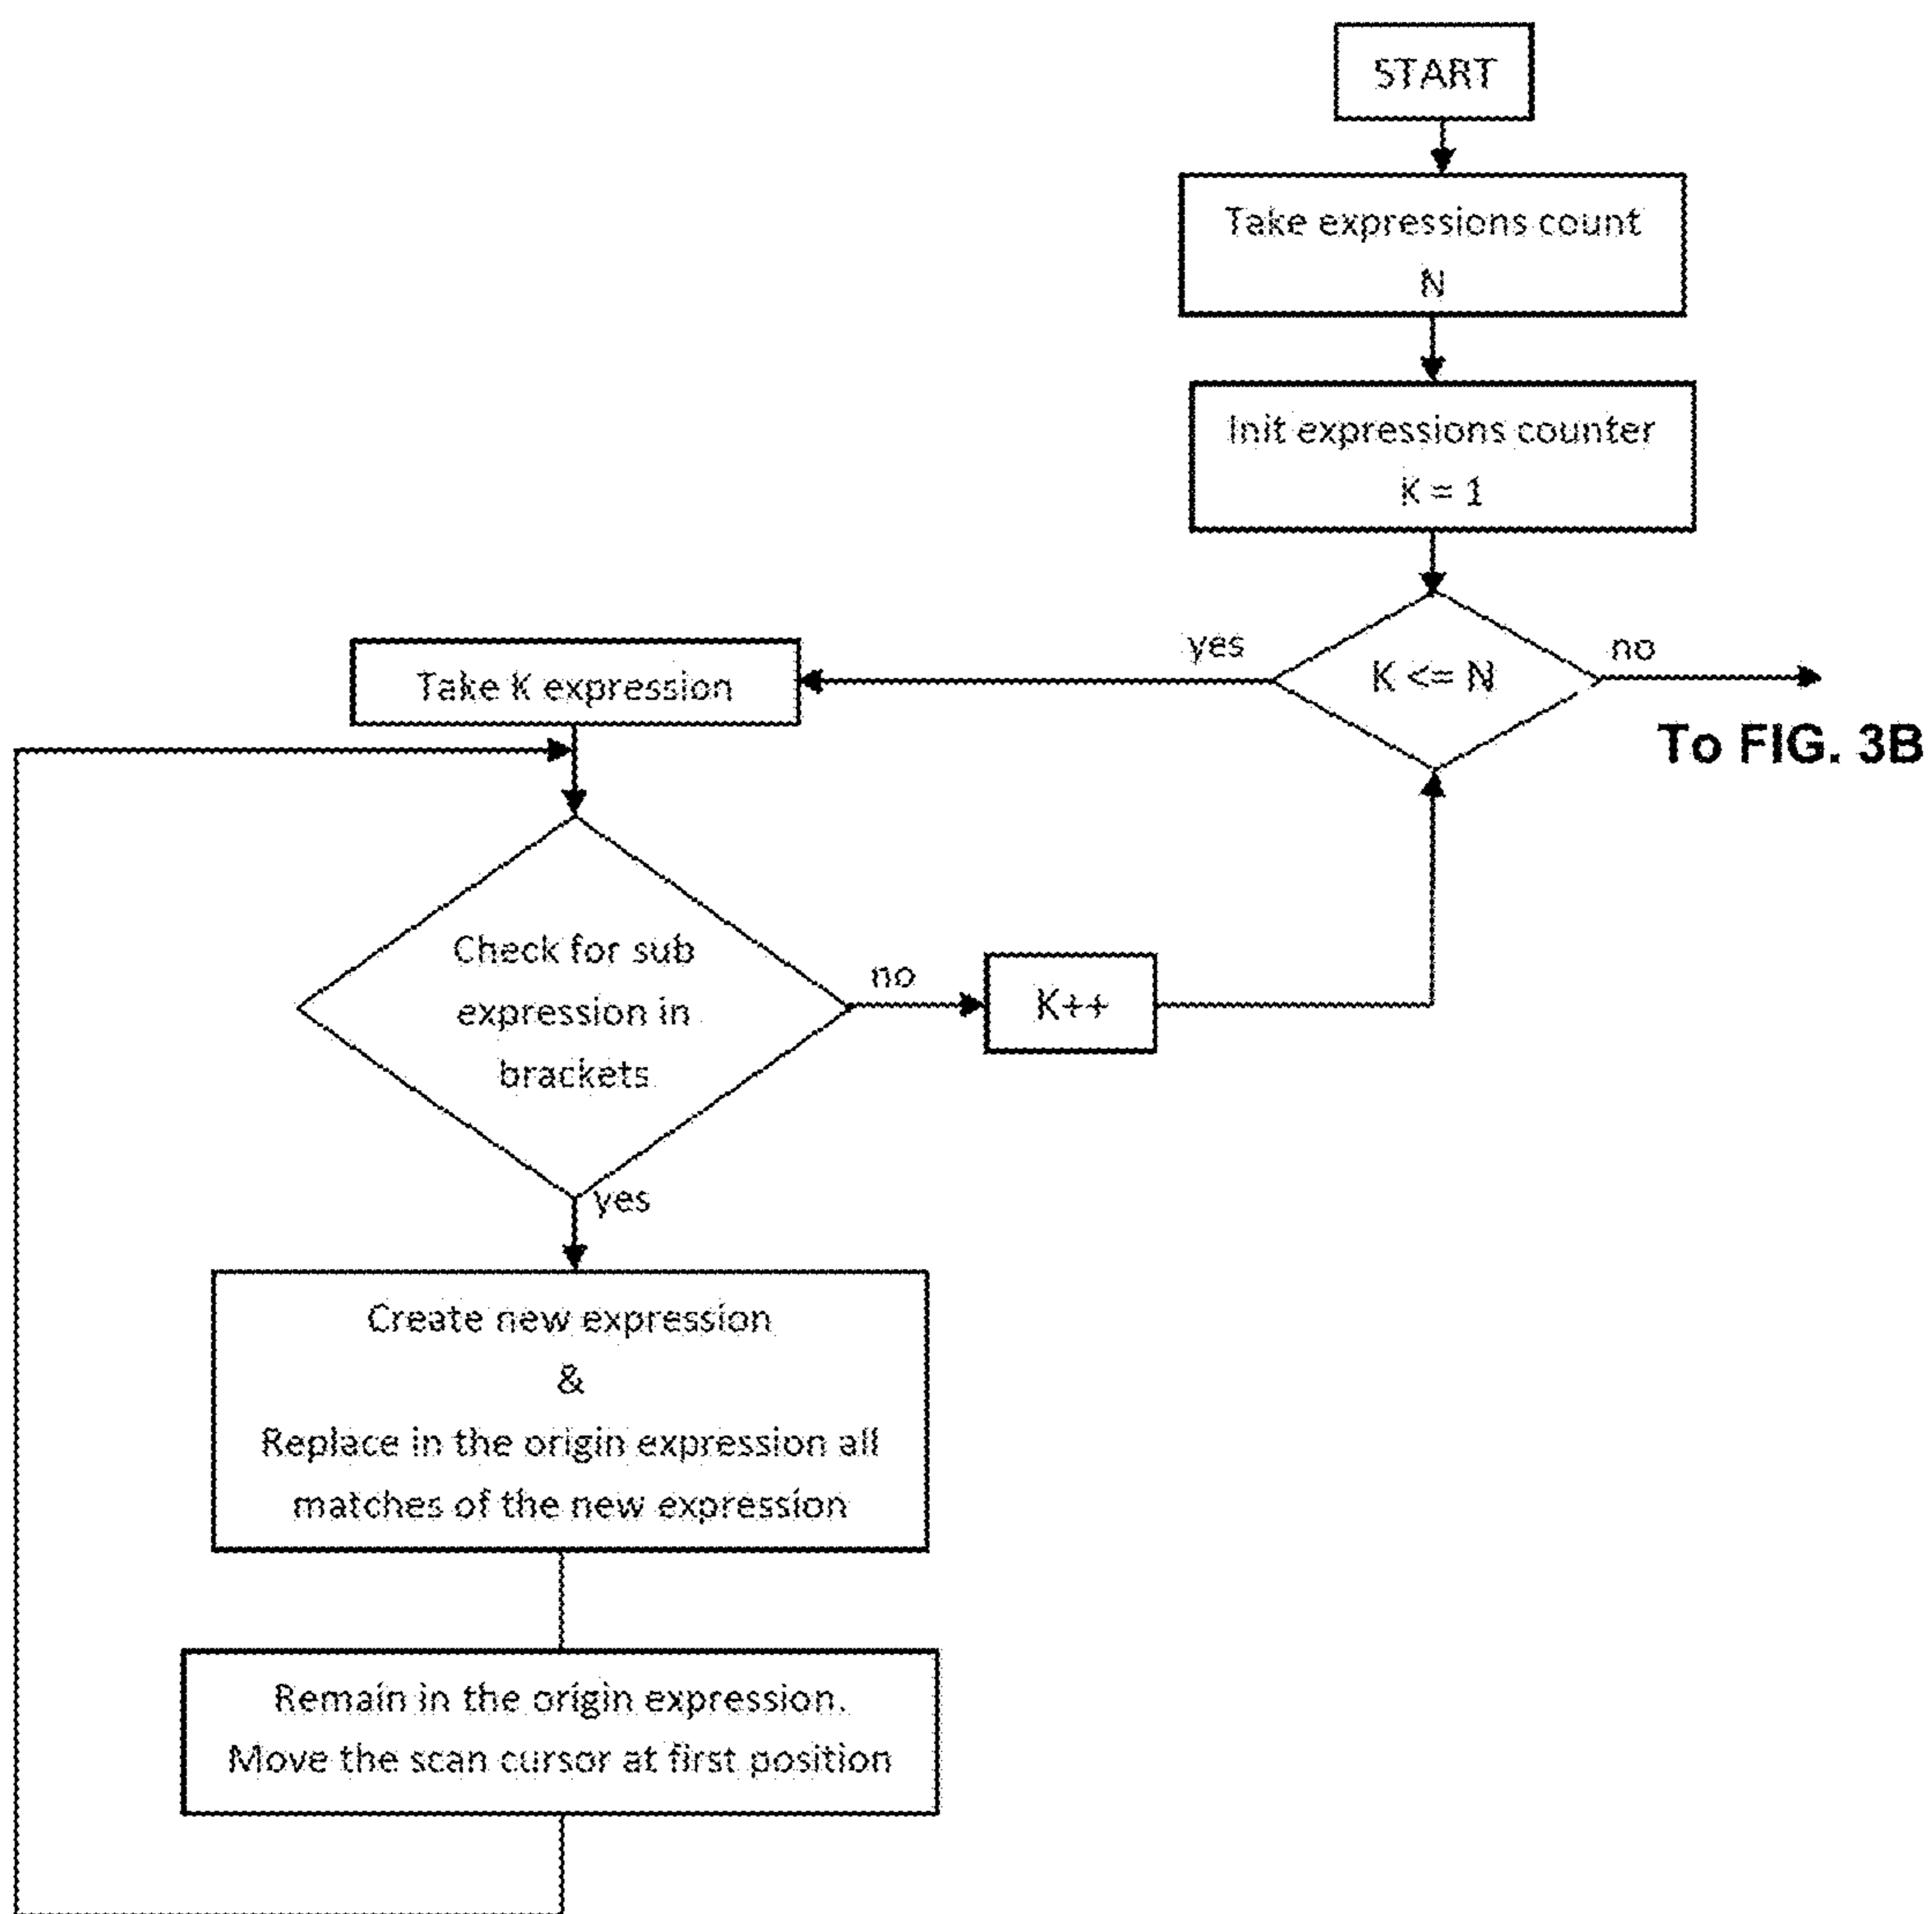 START
Take expressions count
N
Init expressions counter
K = 1
K <= N
yes
no
To FIG. 3B
Take K expression
Check for sub
expression in
brackets
no
K++
yes
Create new expression
&
Replace in the origin expression all
matches of the new expression
Remain in the origin expression.
Move the scan cursor at first position